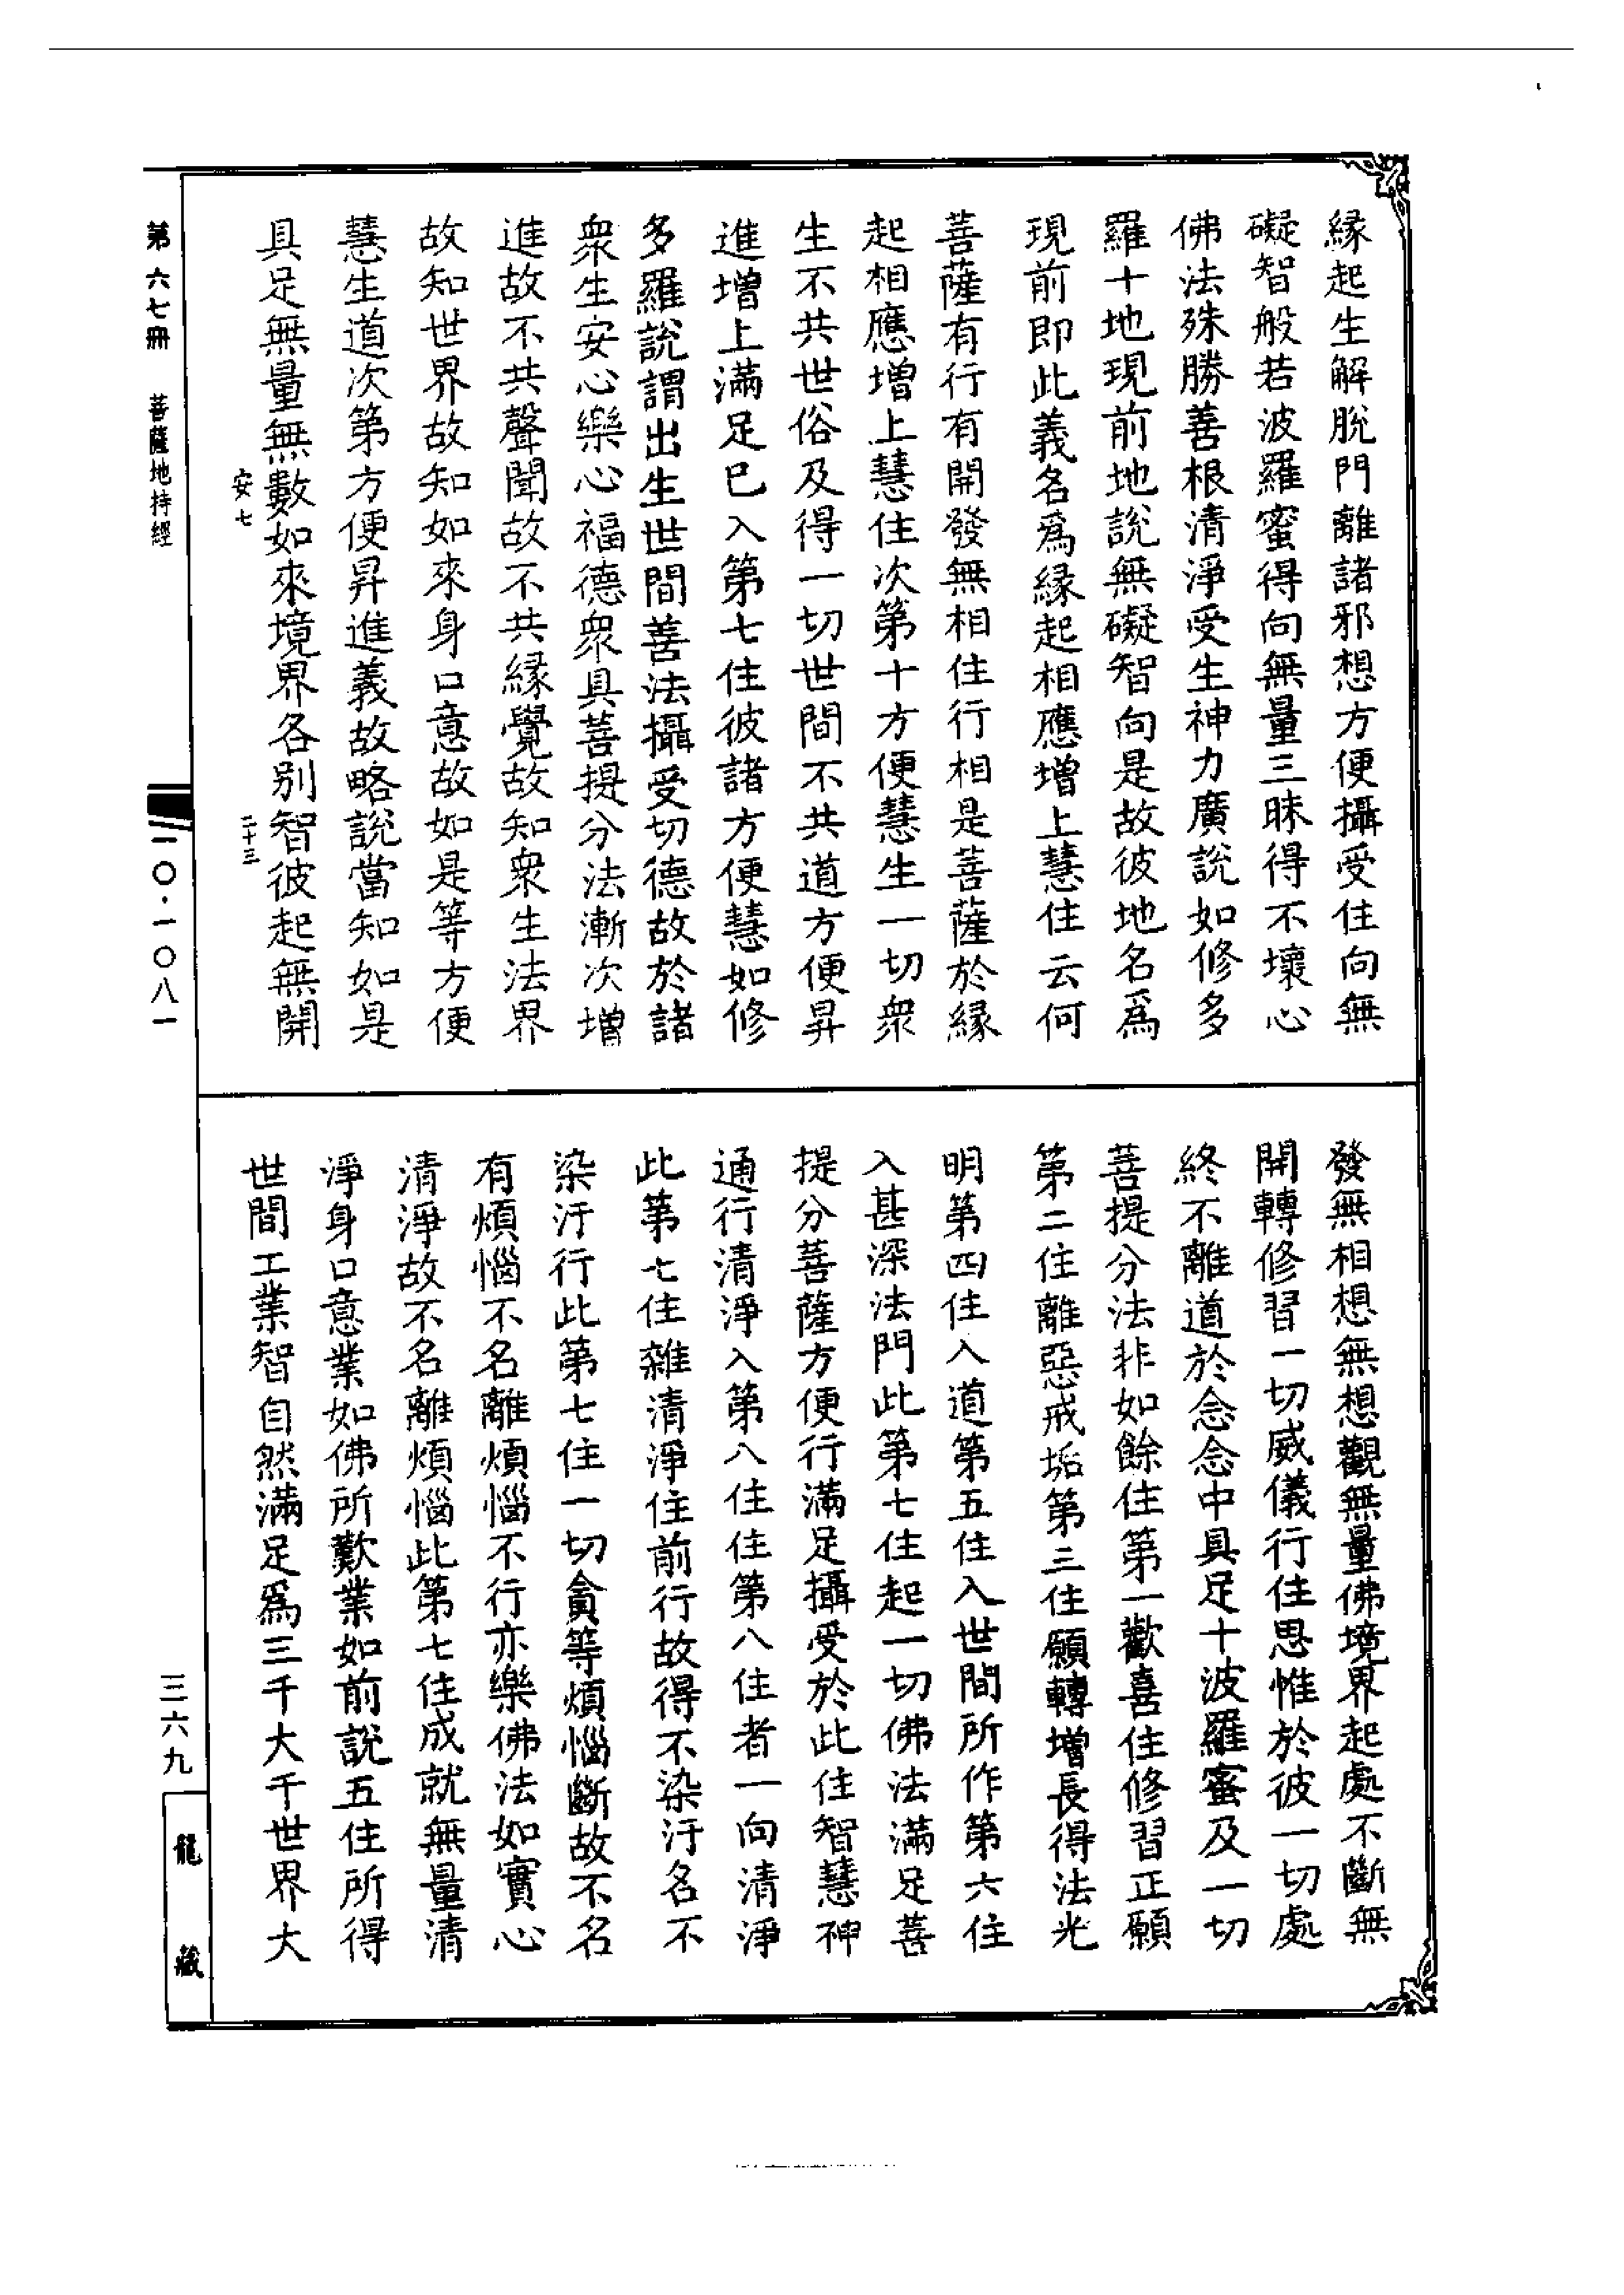 緣起生解脫門離諸邪想方便攝受住向無
礙智般若波羅蜜得向無量三昧得不壞心
佛法殊勝善根清淨受生神力廣說如修多
羅十地現前地說無礙智向是故彼地名爲
現前即此義名爲緣起相應增上慧住云何
菩薩有行有開發無相住行相是菩薩於緣
起相應增上慧住次第十方便慧生一切衆
生不共世俗及得一切世間不共道方便昇
進增上滿足已入第七住彼諸方便慧如修
多羅說謂出生世間善法攝受切德故於諸
衆生安心樂心福德衆具菩提分法漸次增
進故不共聲聞故不共緣覺故知衆生法界
故知世界故知如來身口意故如是等方便
慧生道次第方便昇進義故略說當知如是
具足無量無數如來境界各別智彼起無開
安七
二十三
發無相想無想觀無量佛境界起處不斷無
開轉修習一切威儀行住思惟於彼一切處
終不離道於念念中具足十波羅蜜及一切
菩提分法非如餘住第一歡喜住修習正願
第二住離惡戒垢第三住願轉增長得法光
明第四住入道第五住入世間所作第六住
入甚深法門此第七住起一切佛法滿足菩
提分菩薩方便行滿足攝受於此住智慧神
通行清淨入第八住住第八住者一向清淨
此第七住雜清淨住前行故得不染汙名不
染汙行此第七住一切貪等煩惱斷故不名
有煩惱不名離煩惱不行亦樂佛法如實心
清淨故不名離煩惱此第七住成就無量清
淨身口意業如佛所歎業如前說五住所得
世間工業智自然滿足爲三千大千世界大
第六七冊
菩薩地持經
一〇·一〇八一
三六九
龍藏